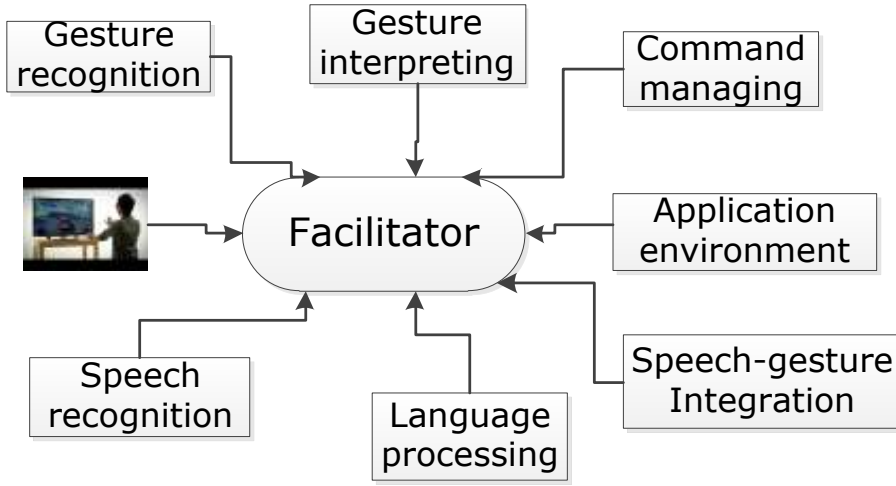 Gesture
recognition
Gesture
interpreting
Command
managing
Facilitator
Application
environment
Speech
recognition
Language
processing
Speech-gesture
Integration